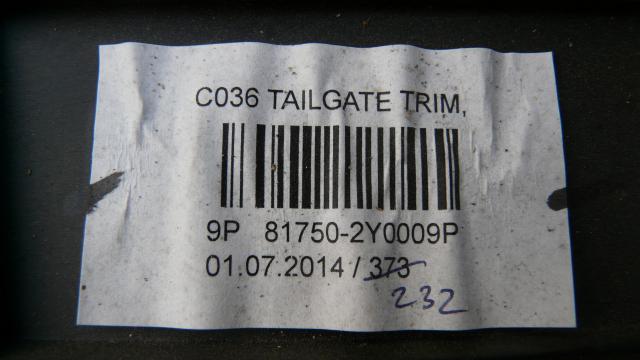 C036 TAILGATE TRIM,
9P 81750-2Y0009P
01.07.2014 / 373
232